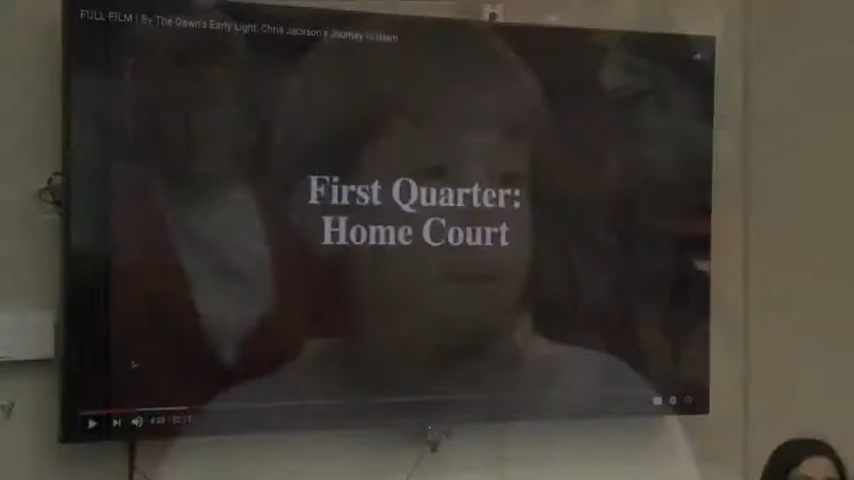 FULL FILM | By The Dawn's Early Light: Chris Jackson's Journey to Islam
First Quarter:
Home Court